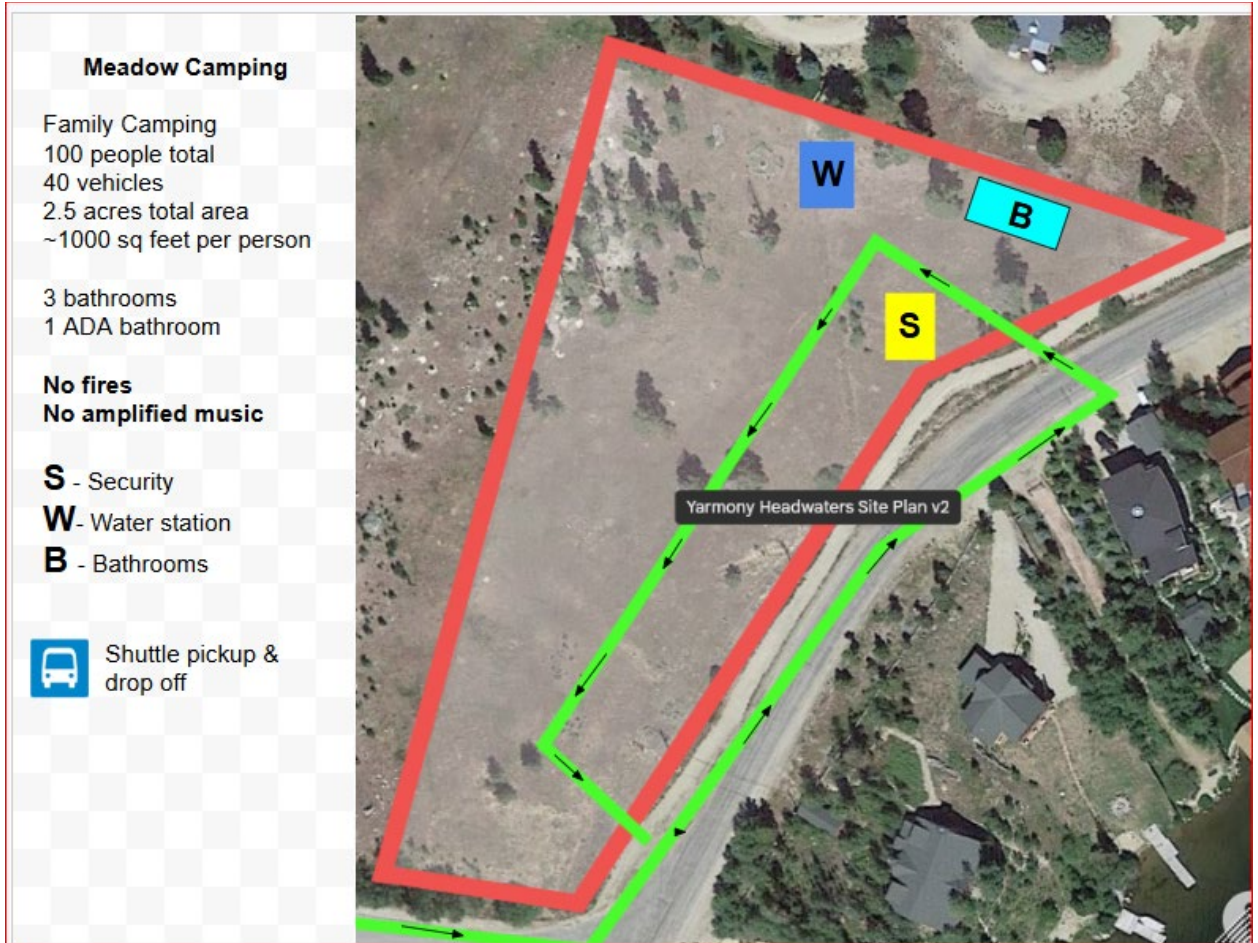 Meadow Camping
Family Camping
100 people total
40 vehicles
2.5 acres total area
~1000 sq feet per person
3 bathrooms
1 ADA bathroom
No fires
No amplified music
S - Security
W- Water station
B - Bathrooms
Shuttle pickup &
drop off
W
B
S
Yarmony Headwaters Site Plan v2